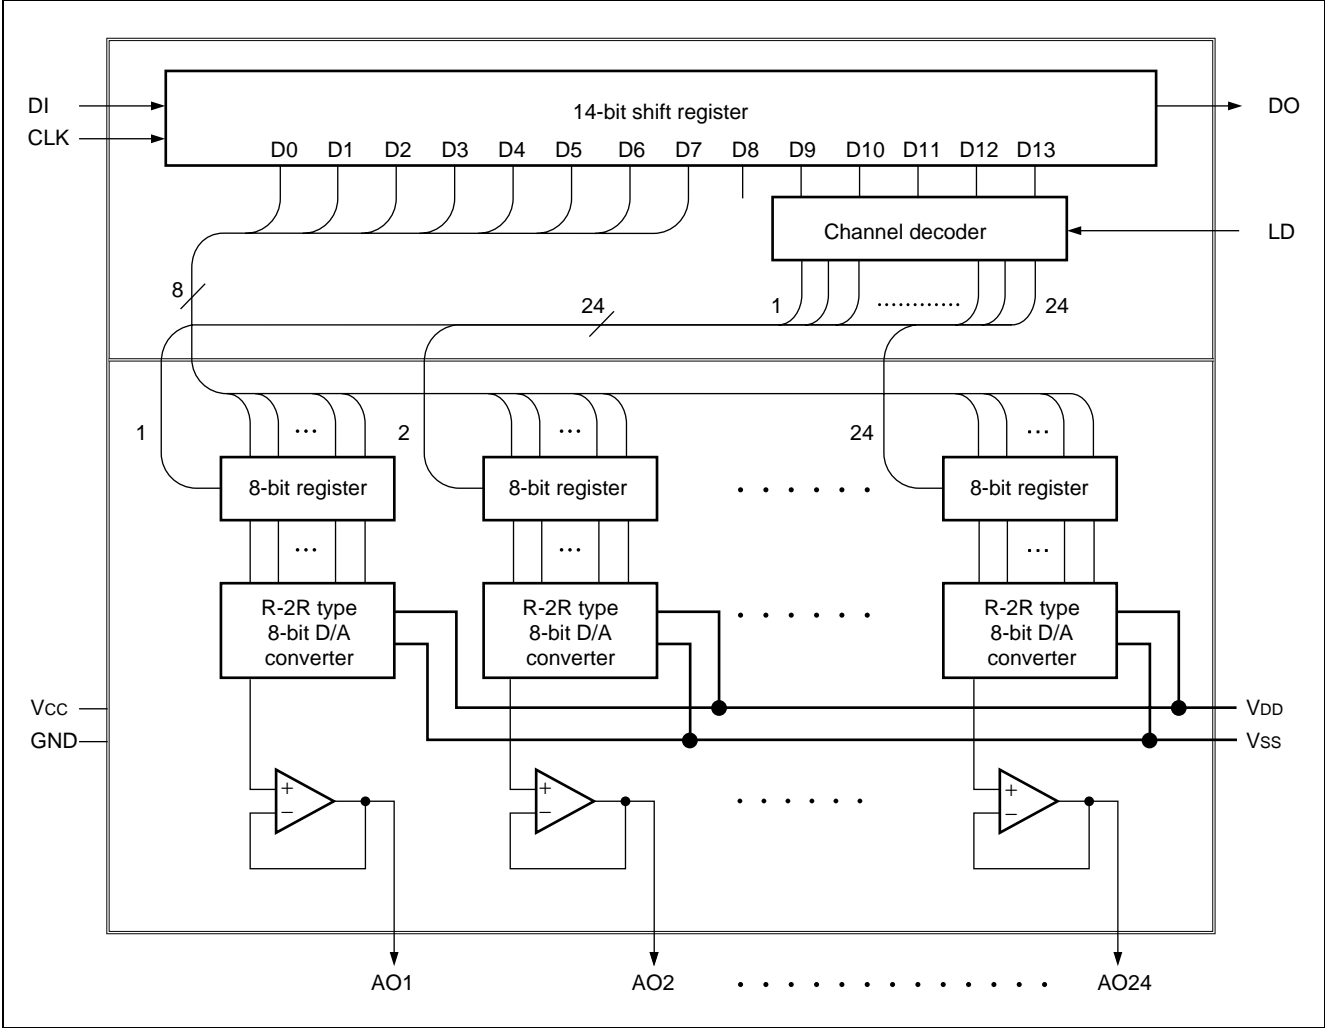 14-bit shift register
DI
CLK
DO
D0 D1 D2 D3 D4 D5 D6 D7 D8 D9 D10 D11 D12 D13
Channel decoder
LD
8
24
1
............
24
1
...
2
...
24
...
8-bit register
8-bit register
. . . . . .
8-bit register
...
...
...
R-2R type
8-bit D/A
converter
R-2R type
8-bit D/A
converter
. . . . . .
R-2R type
8-bit D/A
converter
VCC
GND
VDD
VSS
+
−
+
−
. . . . . .
+
−
AO1
AO2
. . . . . . . . . . . . .
AO24